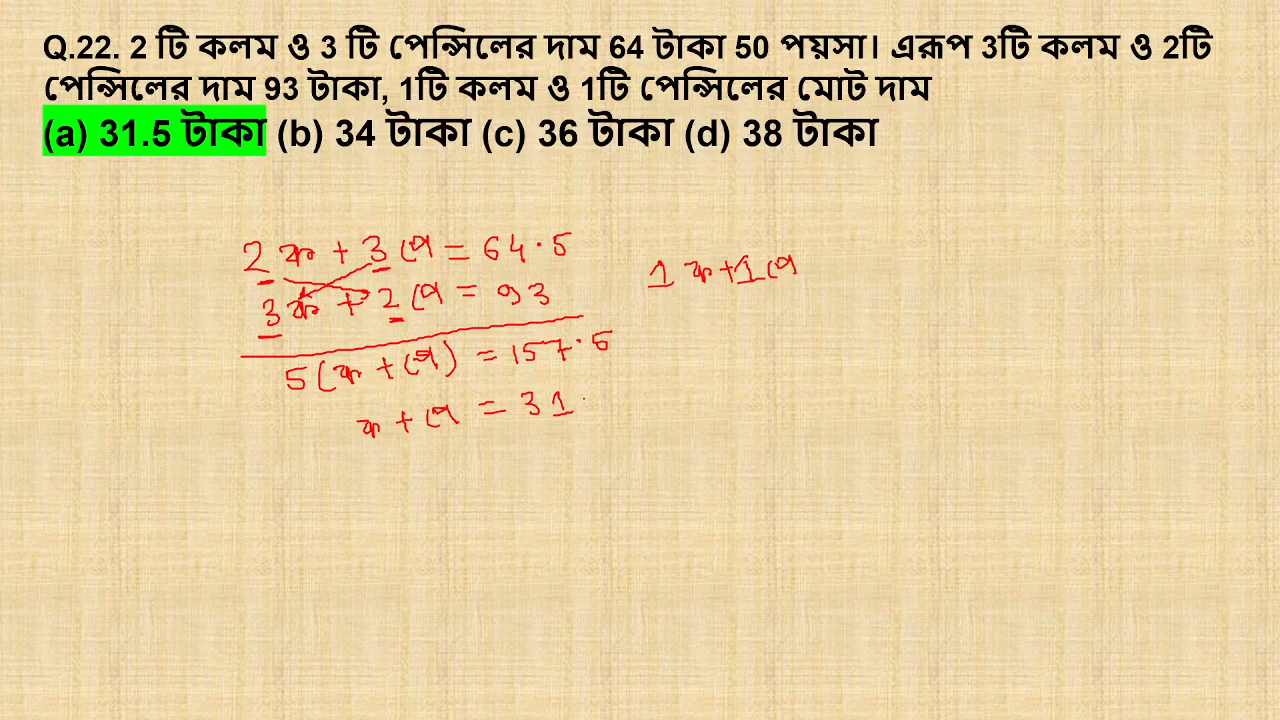 Q.22. 2 টি কলম ও 3 টি পেন্সিলের দাম 64 টাকা 50 পয়সা। এরূপ 3টি কলম ও 2টি
পেন্সিলের দাম 93 টাকা, 1টি কলম ও 1টি পেন্সিলের মোট দাম
(a) 31.5 টাকা (b) 34 টাকা (c) 36 টাকা (d) 38 টাকা
2 ক + 3 পে = 64.5
3 ক + 2 পে = 93
1 ক + 1 পে
5 (ক + পে) = 157.5
ক + পে = 31.